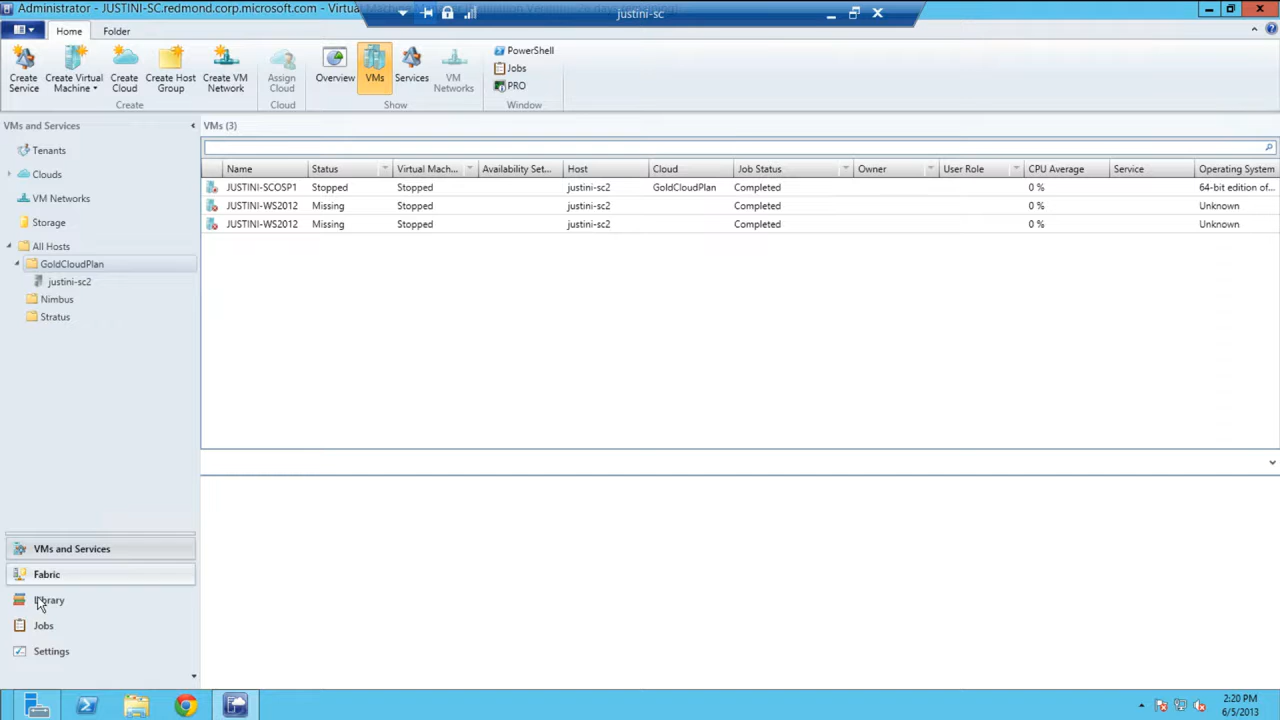 Administrator - JUSTINI-SC.redmond.corp.microsoft.com - Virtual
justini-sc
Home Folder
Create Service
Create Virtual Machine
Create Cloud
Create Host Group
Create VM Network
Assign Cloud
Overview
VMs
Services
VM Networks
PowerShell
Jobs
PRO
Create Cloud Show Window
VMs and Services
Tenants
Clouds
VM Networks
Storage
All Hosts
GoldCloudPlan
justini-sc2
Nimbus
Stratus
VMs (3)
Name Status Virtual Mach... Availability Set... Host Cloud Job Status Owner User Role CPU Average Service Operating System
JUSTINI-SCOSP1 Stopped Stopped justini-sc2 GoldCloudPlan Completed 0 % 64-bit edition of...
JUSTINI-WS2012 Missing Stopped justini-sc2 Completed 0 % Unknown
JUSTINI-WS2012 Missing Stopped justini-sc2 Completed 0 % Unknown
VMs and Services
Fabric
Library
Jobs
Settings
2:20 PM
6/5/2013